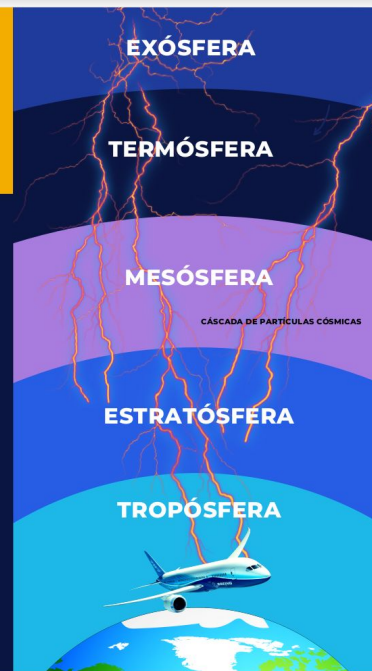 EXÓSFERA
TERMÓSFERA
MESÓSFERA
CÁSCADA DE PARTÍCULAS CÓSMICAS
ESTRATÓSFERA
TROPÓSFERA